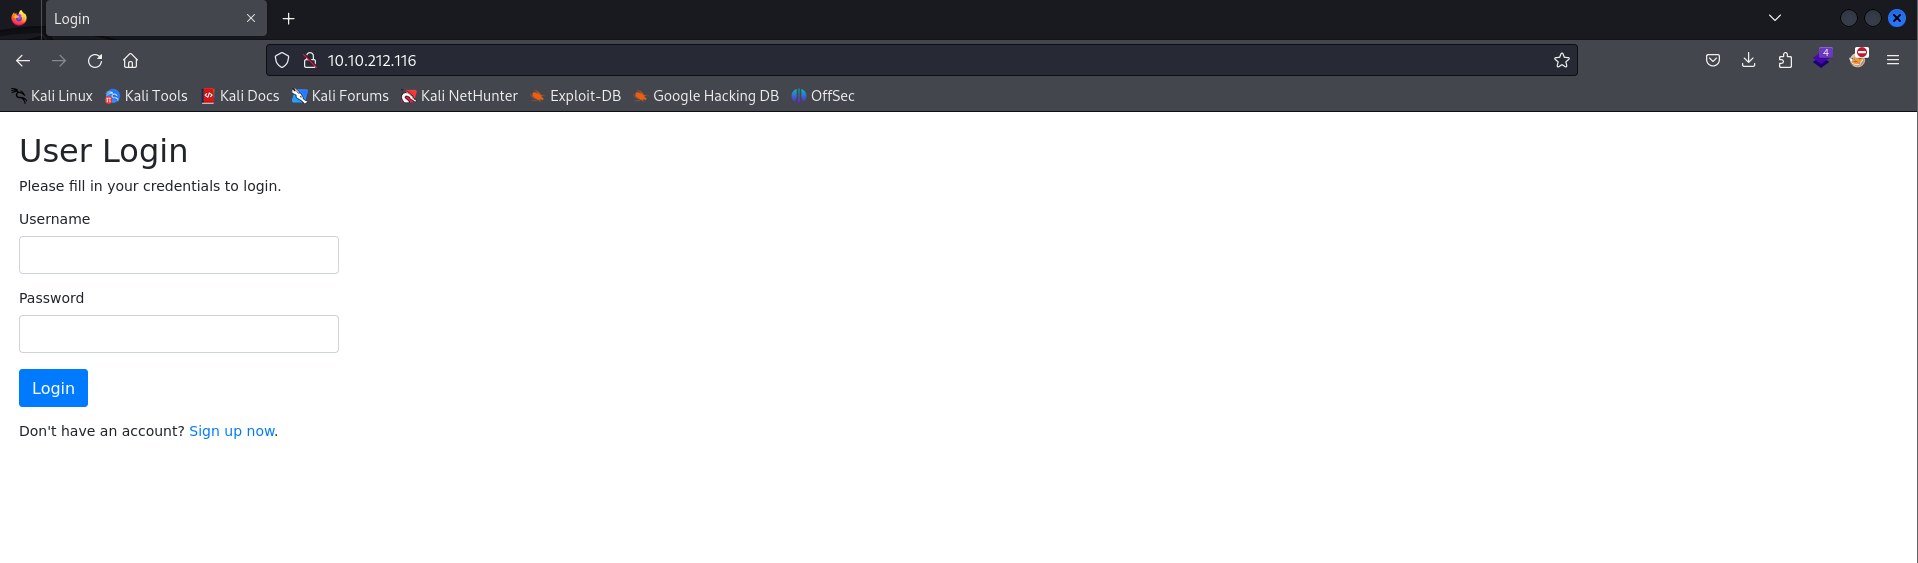 Login
10.10.212.116
4
Kali Linux Kali Tools Kali Docs Kali Forums Kali NetHunter Exploit-DB Google Hacking DB OffSec
User Login
Please fill in your credentials to login.
Username
Password
Login
Don't have an account? Sign up now.